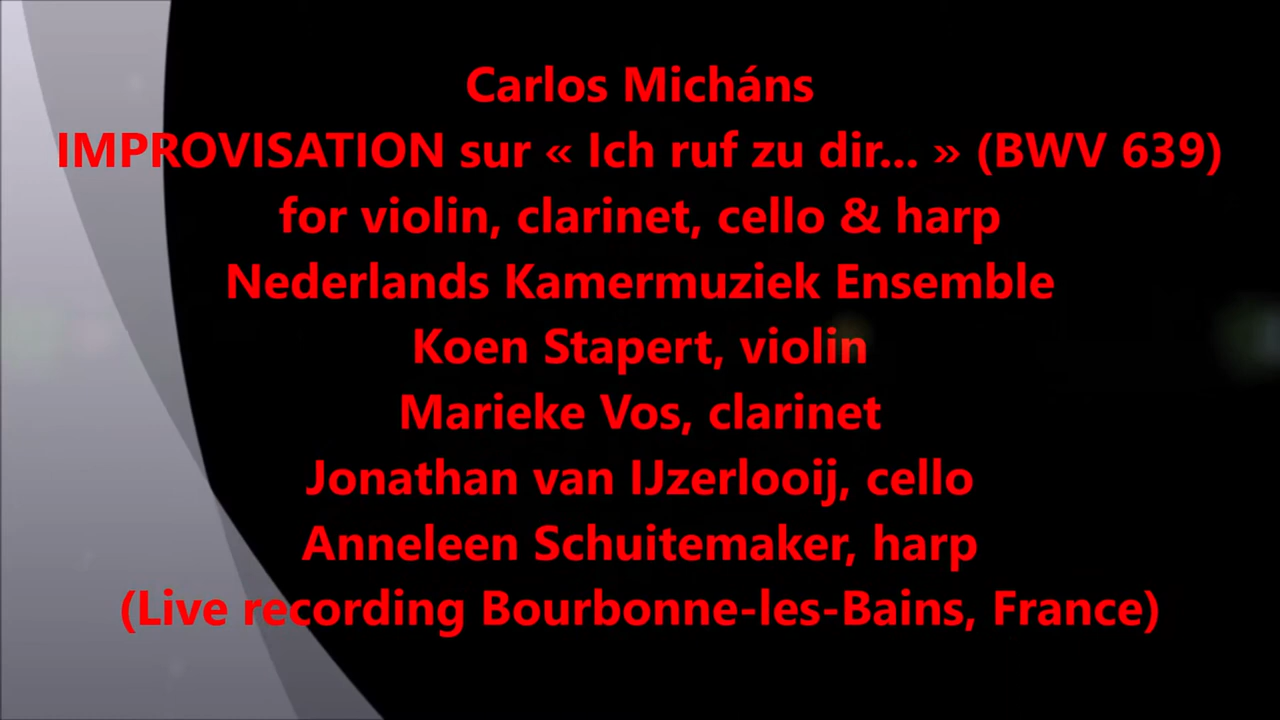 Carlos Micháns
IMPROVISATION sur « Ich ruf zu dir... » (BWV 639)
for violin, clarinet, cello & harp
Nederlands Kamermuziek Ensemble
Koen Stapert, violin
Marieke Vos, clarinet
Jonathan van IJzerlooij, cello
Anneleen Schuitemaker, harp
(Live recording Bourbonne-les-Bains, France)